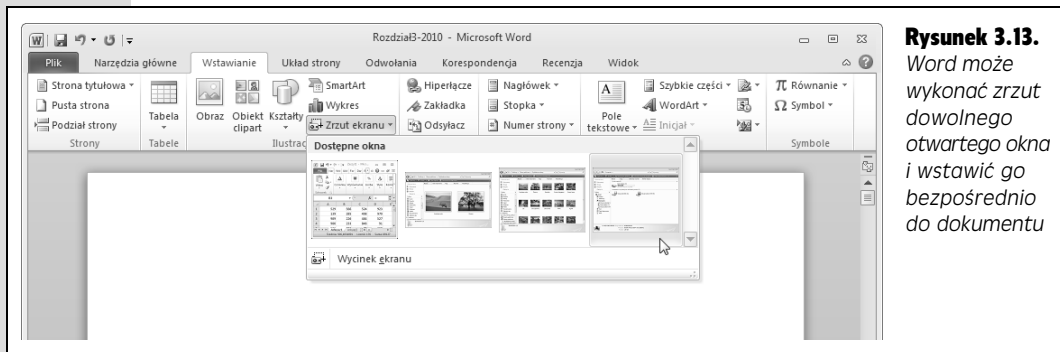 Rozdział3-2010 - Microsoft Word
Plik Narzędzia główne Wstawianie Układ strony Odwołania Korespondencja Recenzja Widok
Strona tytułowa
Pusta strona
Podział strony
Strony
Tabela
Tabele
Obraz
Obiekt clipart
Kształty
SmartArt
Wykres
Zrzut ekranu
Ilustrac
Hiperłącze
Zakładka
Odsyłacz
Nagłówek
Stopka
Numer strony
Pole tekstowe
Szybkie części
WordArt
Inicjał
Równanie
Symbol
Symbole
Dostępne okna
Wycinek ekranu
Rysunek 3.13.
Word może
wykonać zrzut
dowolnego
otwartego okna
i wstawić go
bezpośrednio
do dokumentu